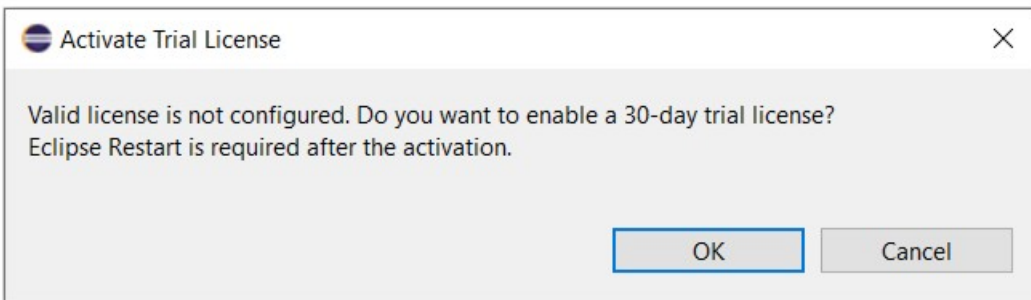 Activate Trial License
Valid license is not configured. Do you want to enable a 30-day trial license?
Eclipse Restart is required after the activation.
OK
Cancel